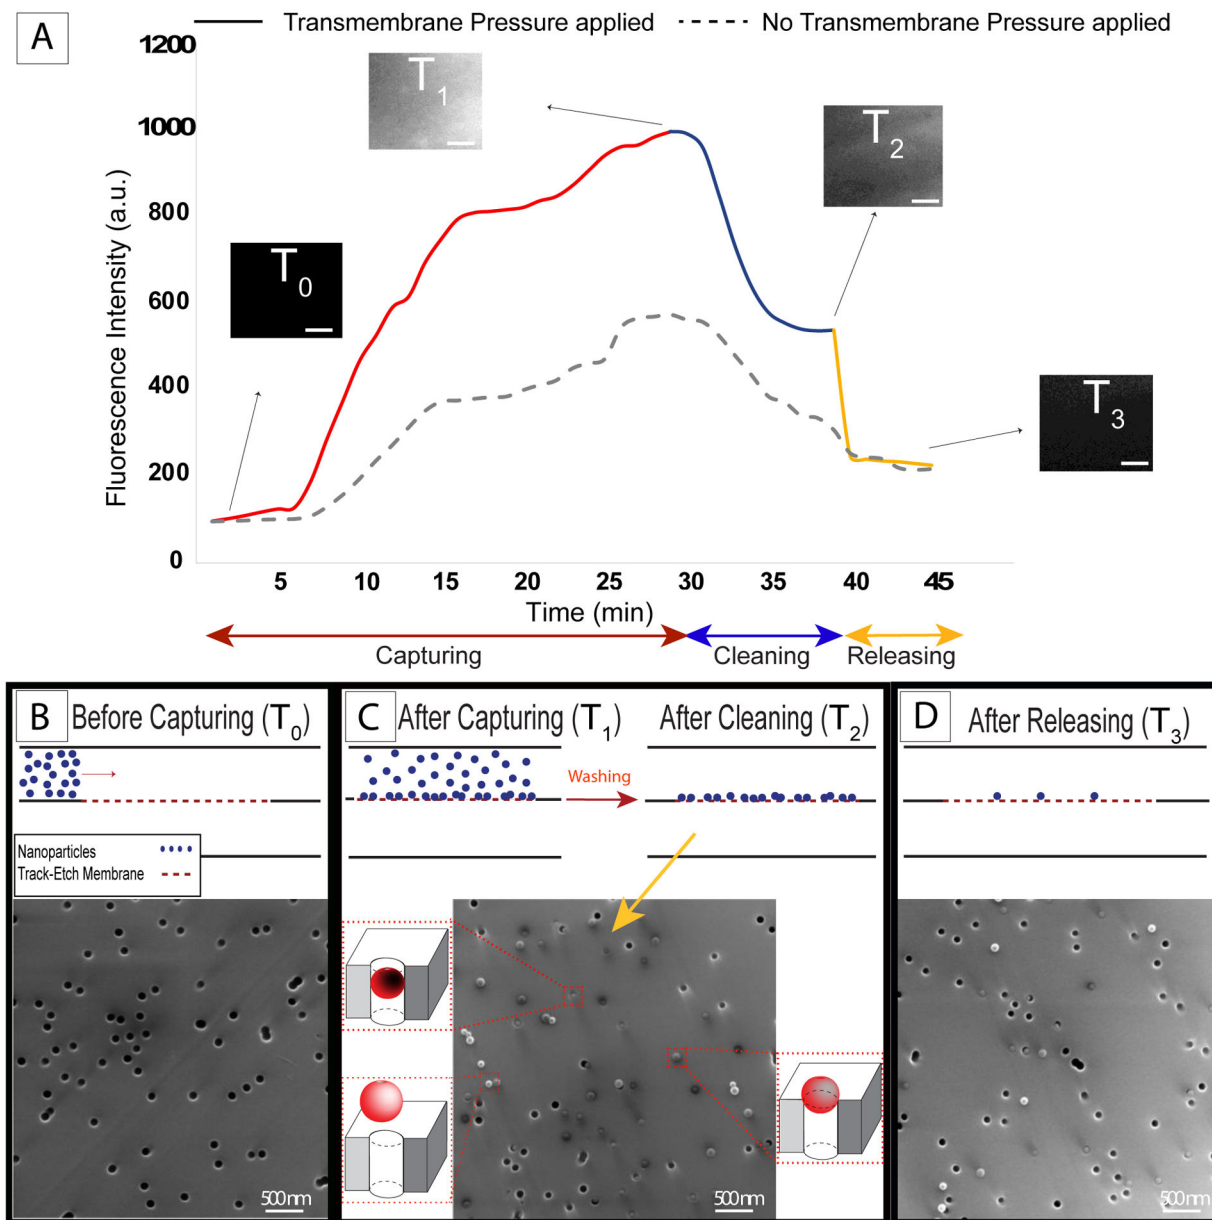 A
Transmembrane Pressure applied
No Transmembrane Pressure applied
1200
1000
800
600
400
200
0
Fluorescence Intensity (a.u.)
T0
T1
T2
T3
5 10 15 20 25 30 35 40 45
Time (min)
Capturing
Cleaning
Releasing
B
Before Capturing (T0)
Nanoparticles
Track-Etch Membrane
500nm
C
After Capturing (T1)
Washing
After Cleaning (T2)
500nm
D
After Releasing (T3)
500nm